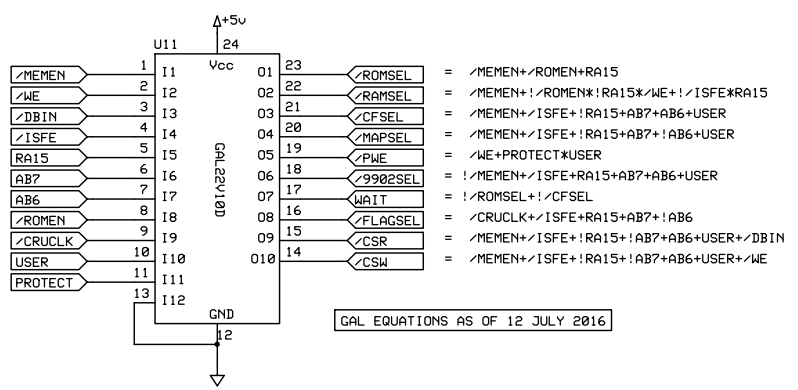 +5v
U11
24
Vcc
GAL22V10D
/MEMEN 1 I1
/WE 2 I2
/DBIN 3 I3
/ISFE 4 I4
RA15 5 I5
AB7 6 I6
AB6 7 I7
/ROMEN 8 I8
/CRUCLK 9 I9
USER 10 I10
PROTECT 11 I11
13 I12
O1 23 /ROMSEL = /MEMEN+/ROMEN+RA15
O2 22 /RAMSEL = /MEMEN+!/ROMEN*!RA15*/WE+!/ISFE*RA15
O3 21 /CFSEL = /MEMEN+/ISFE+!RA15+AB7+AB6+USER
O4 20 /MAPSEL = /MEMEN+/ISFE+!RA15+AB7+!AB6+USER
O5 19 /PWE = /WE+PROTECT*USER
O6 18 /9902SEL = !/MEMEN+/ISFE+RA15+AB7+AB6+USER
O7 17 WAIT = !/ROMSEL+!/CFSEL
O8 16 /FLAGSEL = /CRUCLK+/ISFE+RA15+AB7+!AB6
O9 15 /CSR = /MEMEN+/ISFE+!RA15+!AB7+AB6+USER+/DBIN
O10 14 /CSW = /MEMEN+/ISFE+!RA15+!AB7+AB6+USER+/WE
GND
12
GAL EQUATIONS AS OF 12 JULY 2016